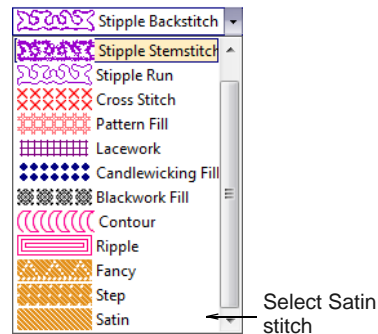 Stipple Backstitch
Stipple Stemstitch
Stipple Run
Cross Stitch
Pattern Fill
Lacework
Candlewicking Fill
Blackwork Fill
Contour
Ripple
Fancy
Step
Satin
Select Satin
stitch